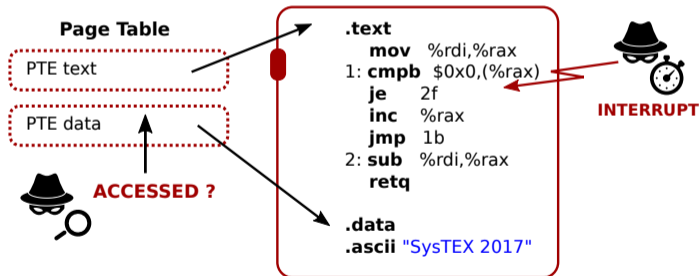 Page Table
PTE text
PTE data
ACCESSED ?
.text
mov %rdi,%rax
1: cmpb $0x0,(%rax)
je 2f
inc %rax
jmp 1b
2: sub %rdi,%rax
retq
.data
.ascii "SysTEX 2017"
INTERRUPT